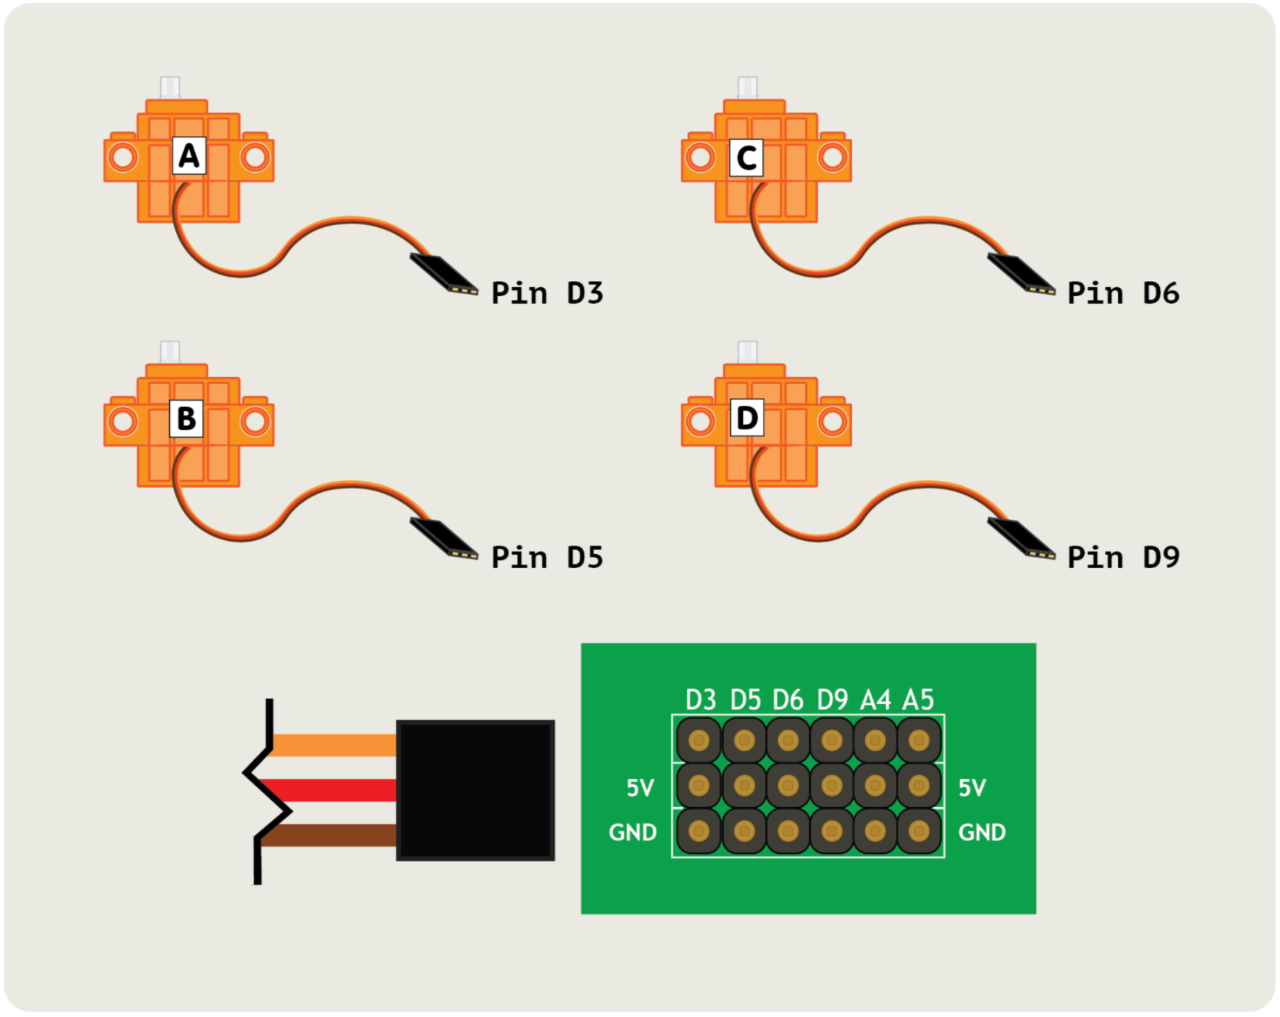 A
C
Pin D3
Pin D6
B
D
Pin D5
Pin D9
D3 D5 D6 D9 A4 A5
5V 5V
GND GND